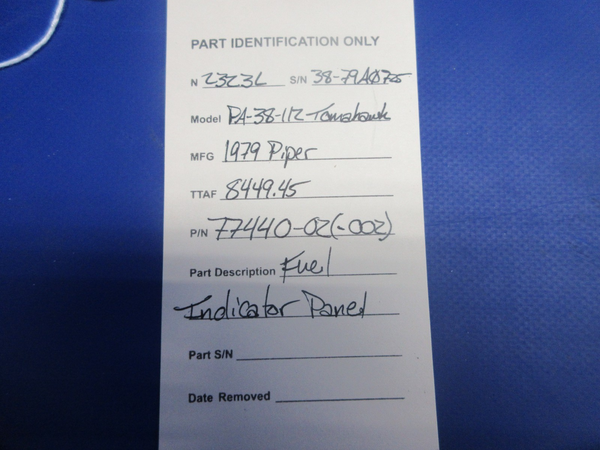 PART IDENTIFICATION ONLY
N 2323L S/N 38-79A0725
Model PA-38-112 Tomahawk
MFG 1979 Piper
TTAF 8449.45
P/N 77440-02(-002)
Part Description Fuel
Indicator Panel
Part S/N
Date Removed